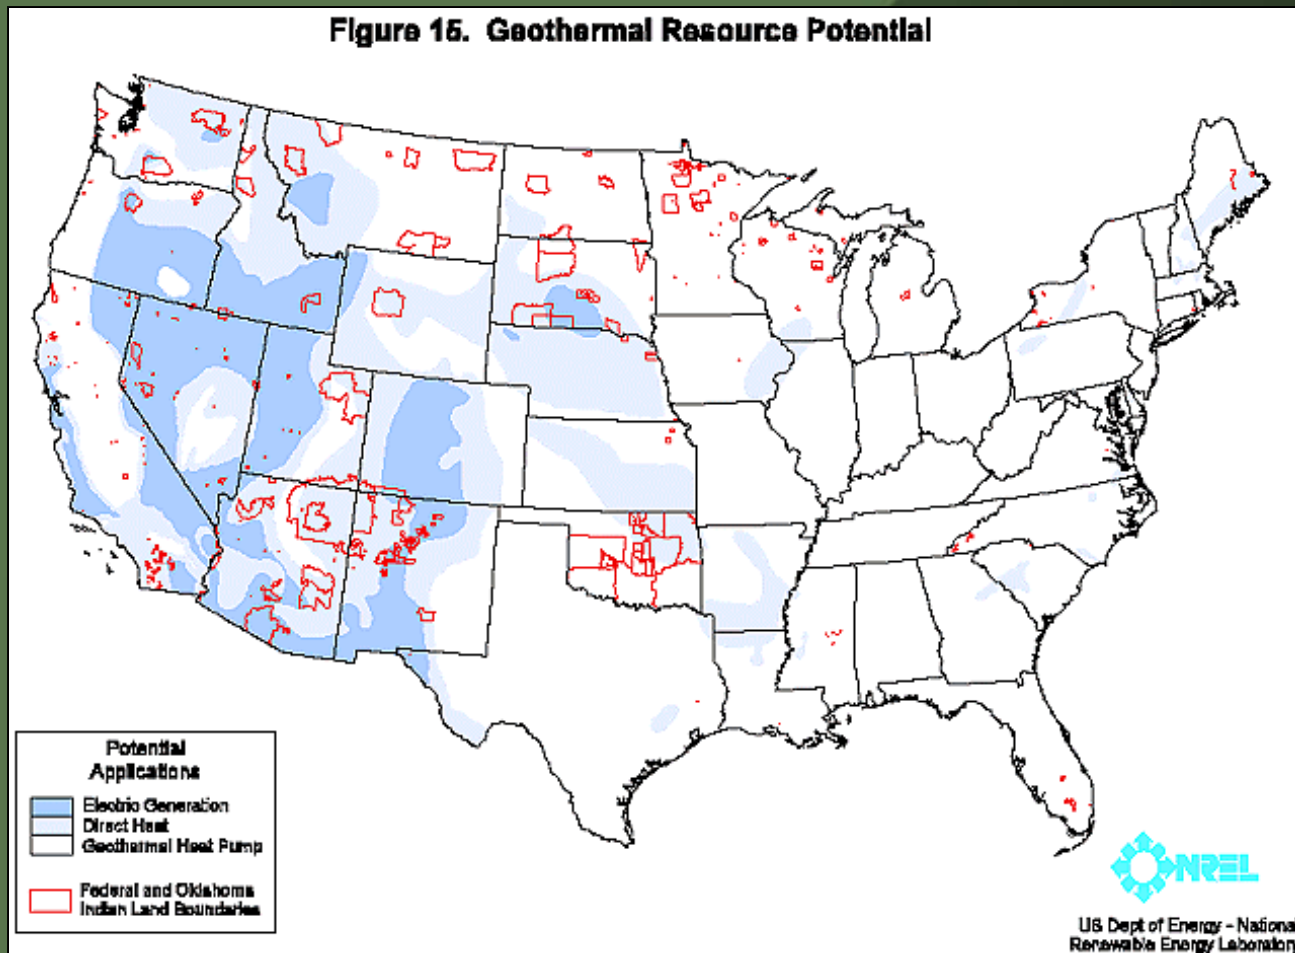 Figure 15. Geothermal Resource Potential
Potential
Applications
Electric Generation
Direct Heat
Geothermal Heat Pump
Federal and Oklahoma
Indian Land Boundaries
NREL
US Dept of Energy - National
Renewable Energy Laboratory